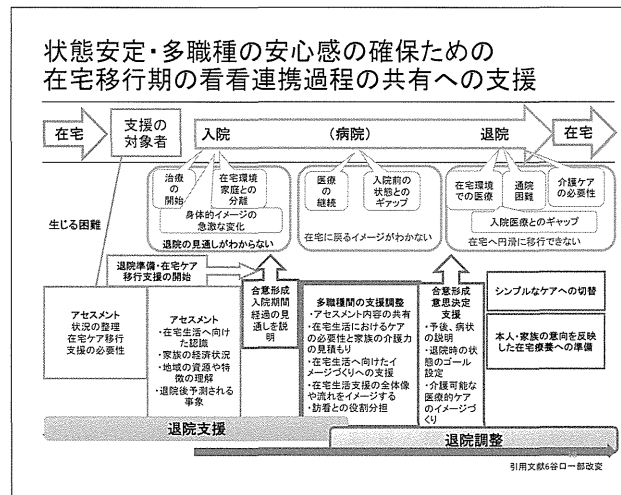 状態安定・多職種の安心感の確保ための
在宅移行期の看看連携過程の共有への支援
在宅
支援の
対象者
入院
(病院)
退院
在宅
生じる困難
治療
の
開始
在宅環境
家庭との
分離
身体的イメージの
急激な変化
退院の見通しがわからない
医療
の
継続
入院前の
状態との
ギャップ
在宅に戻るイメージがわかない
在宅環境
での医療
通院
困難
介護ケア
の必要性
入院医療とのギャップ
在宅へ円滑に移行できない
退院準備・在宅ケア
移行支援の開始
アセスメント
状況の整理
在宅ケア移行
支援の必要性
アセスメント
・在宅生活へ向けた認識
・家族の経済状況
・地域の資源や特徴の理解
・退院後予測される事象
合意形成
入院期間
経過の見
通しを説
明
多職種間の支援調整
・アセスメント内容の共有
・在宅生活におけるケア
の必要性と家族の介護力
の見積もり
・在宅生活へ向けたイメ
ージづくりへの支援
・在宅生活支援の全体像
や流れをイメージする
・訪看との役割分担
合意形成
意思決定
支援
・予後、病状
の説明
・退院時の状
態のゴール
設定
・介護可能な
医療的ケア
のイメージづ
くり
シンプルなケアへの切替
本人・家族の意向を反映
した在宅療養への準備
退院支援
退院調整
引用文献6谷口一部改変